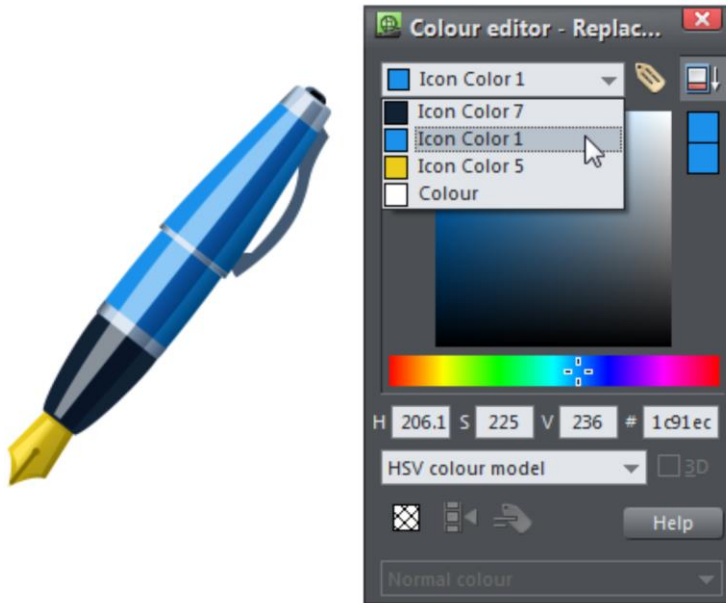 Colour editor - Replac...
Icon Color 1
Icon Color 7
Icon Color 1
Icon Color 5
Colour
H 206.1 S 225 V 236 # 1c91ec
HSV colour model 3D
Help
Normal colour